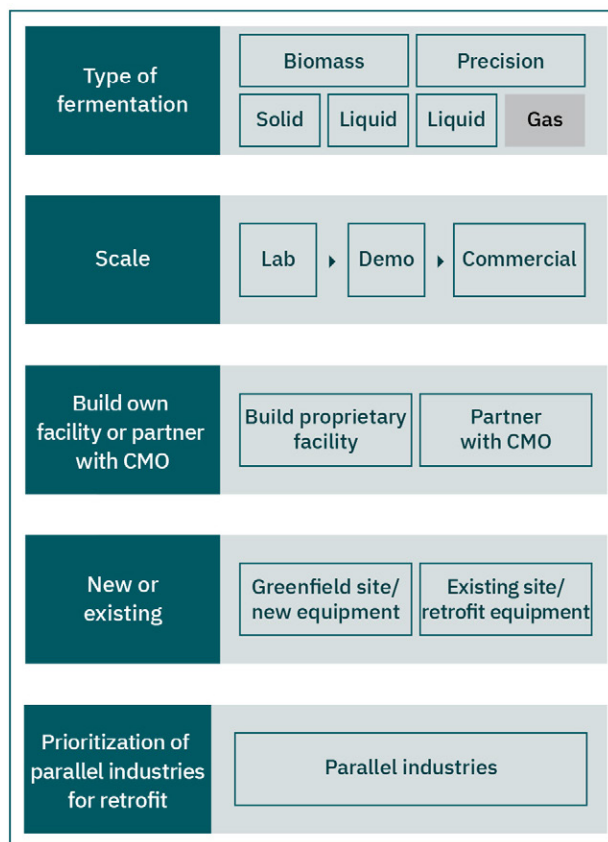 Type of
fermentation
Biomass
Precision
Solid
Liquid
Liquid
Gas
Scale
Lab
Demo
Commercial
Build own
facility or partner
with CMO
Build proprietary
facility
Partner
with CMO
New or
existing
Greenfield site/
new equipment
Existing site/
retrofit equipment
Prioritization of
parallel industries
for retrofit
Parallel industries